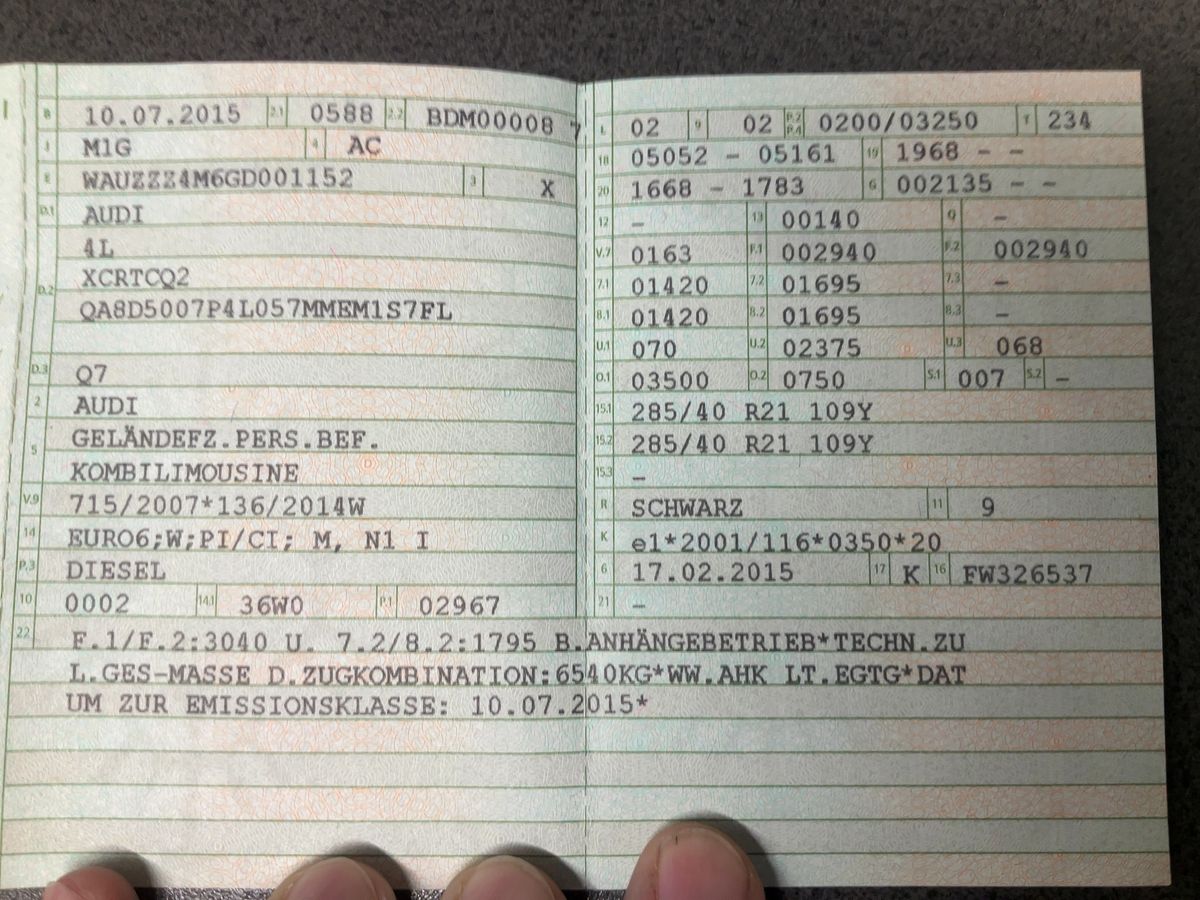 B 10.07.2015 2.1 0588 2.2 BDM00008 7
J M1G 4 AC
E WAUZZZ4M6GD001152 3 X
D.1 AUDI
4L
D.2 XCRTCQ2
QA8D5007P4L057MMEM1S7FL
D.3 Q7
2 AUDI
5 GELÄNDEFZ.PERS.BEF.
KOMBILIMOUSINE
V.9 715/2007*136/2014W
14 EURO6;W;PI/CI; M, N1 I
P.3 DIESEL
10 0002 14.1 36W0 P.1 02967
L 02 9 02 P.2 P.4 0200/03250 T 234
18 05052 - 05161 19 1968 - -
20 1668 - 1783 G 002135 - -
12 - 13 00140 Q -
V.7 0163 F.1 002940 F.2 002940
7.1 01420 7.2 01695 7.3 -
8.1 01420 8.2 01695 8.3 -
U.1 070 U.2 02375 U.3 068
O.1 03500 O.2 0750 S.1 007 S.2 -
15.1 285/40 R21 109Y
15.2 285/40 R21 109Y
15.3 -
R SCHWARZ 11 9
K e1*2001/116*0350*20
6 17.02.2015 17 K 16 FW326537
21 -
22 F.1/F.2:3040 U. 7.2/8.2:1795 B.ANHÄNGEBETRIEB*TECHN.ZU
L.GES-MASSE D.ZUGKOMBINATION:6540KG*WW.AHK LT.EGTG*DAT
UM ZUR EMISSIONSKLASSE: 10.07.2015*